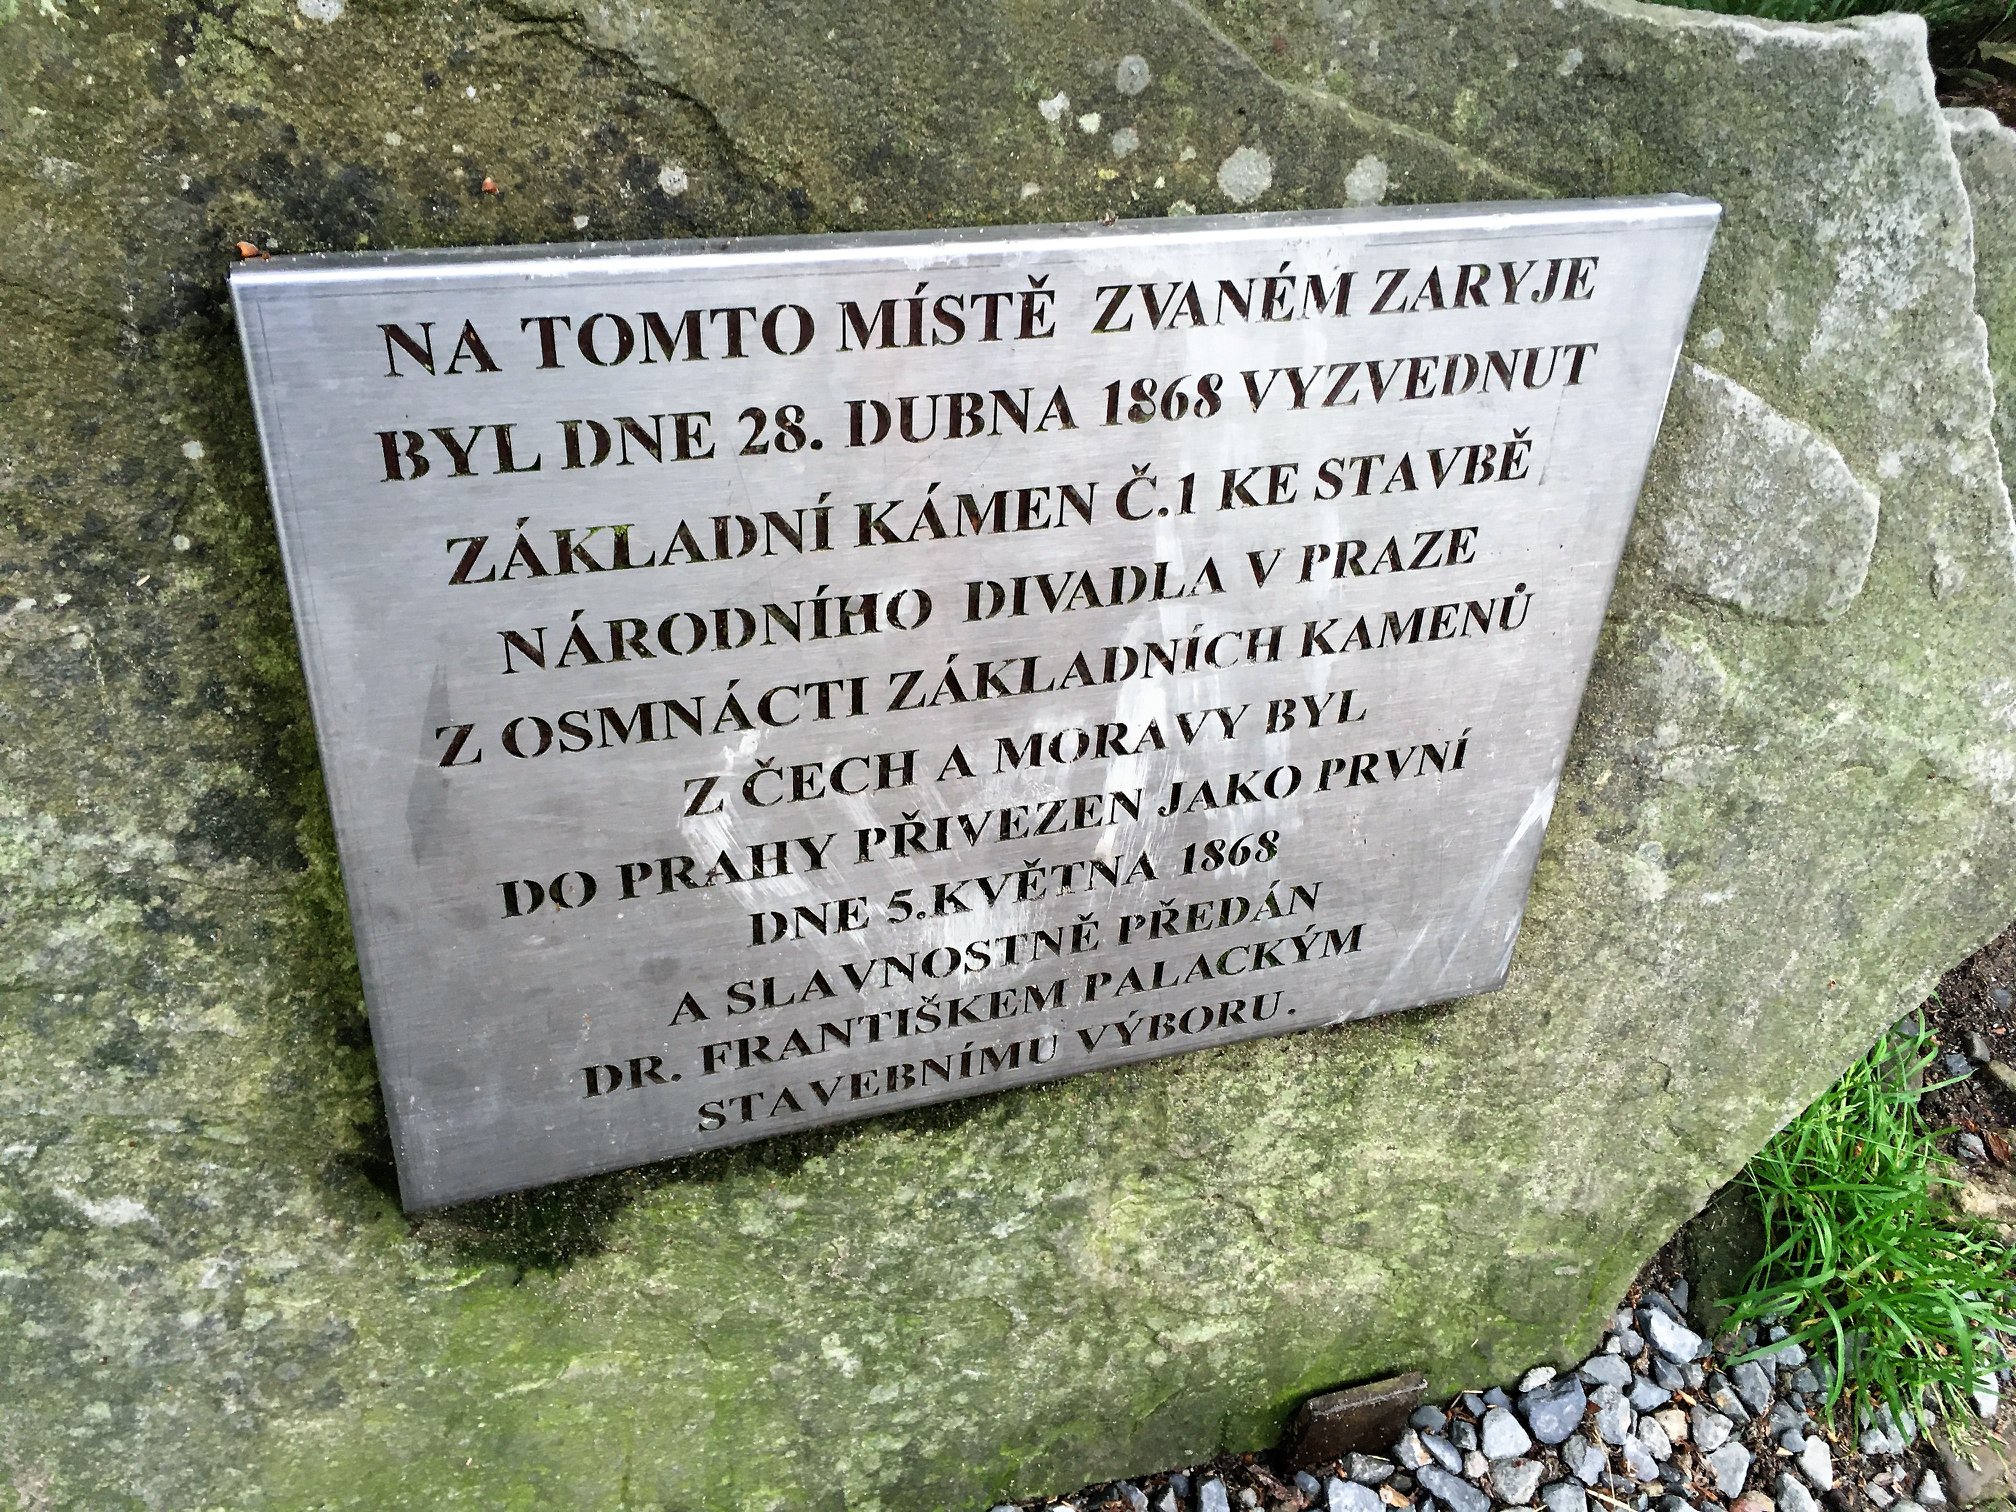 NA TOMTO MÍSTĚ ZVANÉM ZARYJE
BYL DNE 28. DUBNA 1868 VYZVEDNUT
ZÁKLADNÍ KÁMEN Č.1 KE STAVBĚ
NÁRODNÍHO DIVADLA V PRAZE
Z OSMNÁCTI ZÁKLADNÍCH KAMENŮ
Z ČECH A MORAVY BYL
DO PRAHY PŘIVEZEN JAKO PRVNÍ
DNE 5.KVĚTNA 1868
A SLAVNOSTNĚ PŘEDÁN
DR. FRANTIŠKEM PALACKÝM
STAVEBNÍMU VÝBORU.